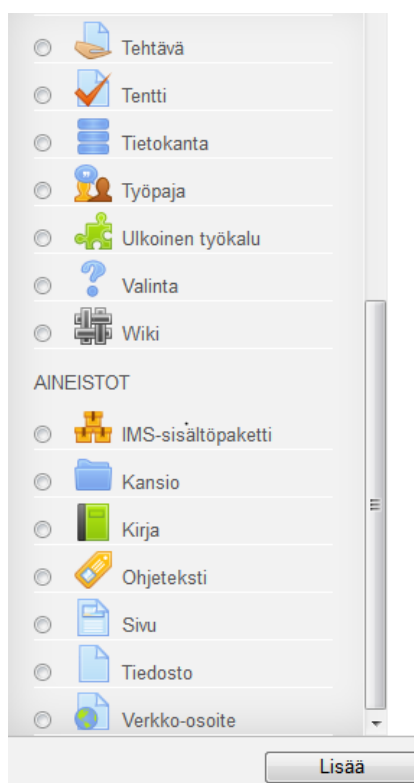 Tehtävä
Tentti
Tietokanta
Työpaja
Ulkoinen työkalu
Valinta
Wiki
AINEISTOT
IMS-sisältöpaketti
Kansio
Kirja
Ohjeteksti
Sivu
Tiedosto
Verkko-osoite
Lisää